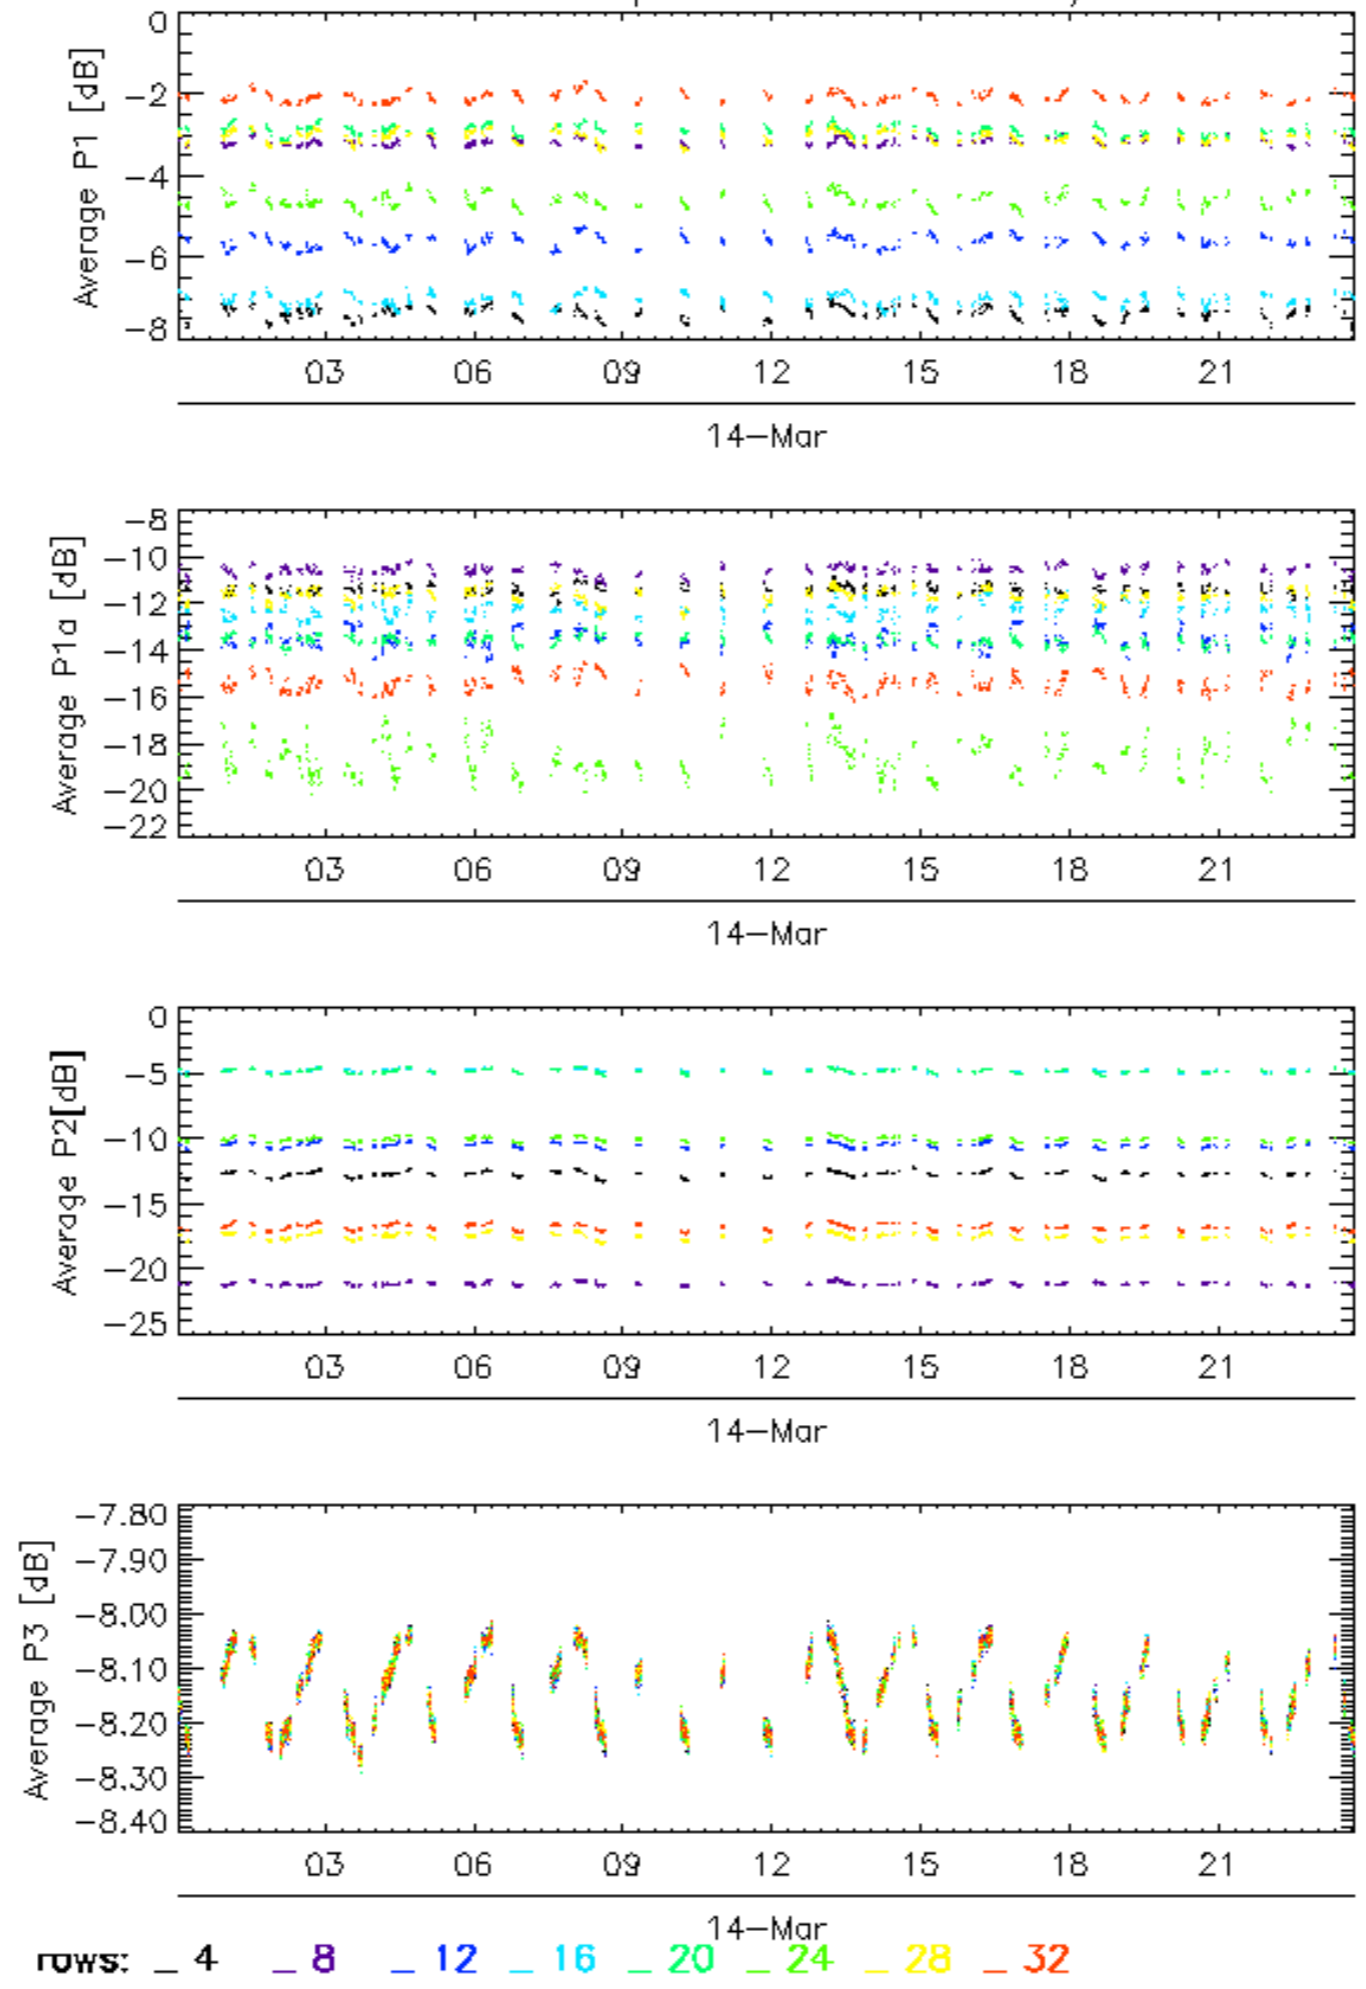 0
−2
−4
−6
−8
Average P1 [dB]
03 06 09 12 15 18 21
14−Mar
−8
−10
−12
−14
−16
−18
−20
−22
Average P1a [dB]
03 06 09 12 15 18 21
14−Mar
0
−5
−10
−15
−20
−25
Average P2[dB]
03 06 09 12 15 18 21
14−Mar
−7.80
−7.90
−8.00
−8.10
−8.20
−8.30
−8.40
Average P3 [dB]
03 06 09 12 15 18 21
14−Mar
rows: _ 4 _ 8 _ 12 _ 16 _ 20 _ 24 _ 28 _ 32